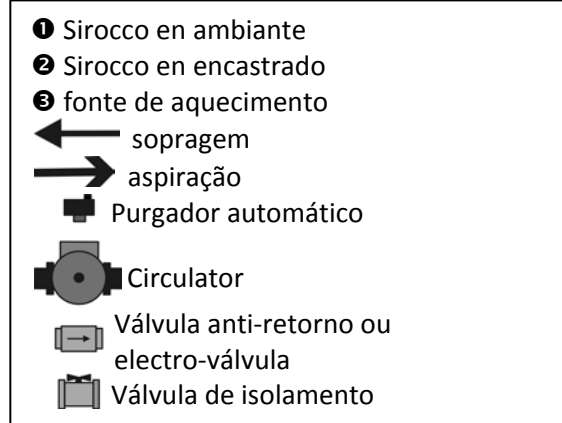 ❶ Sirocco en ambiante
❷ Sirocco en encastrado
❸ fonte de aquecimento
sopragem
aspiração
Purgador automático
Circulator
Válvula anti-retorno ou
electro-válvula
Válvula de isolamento